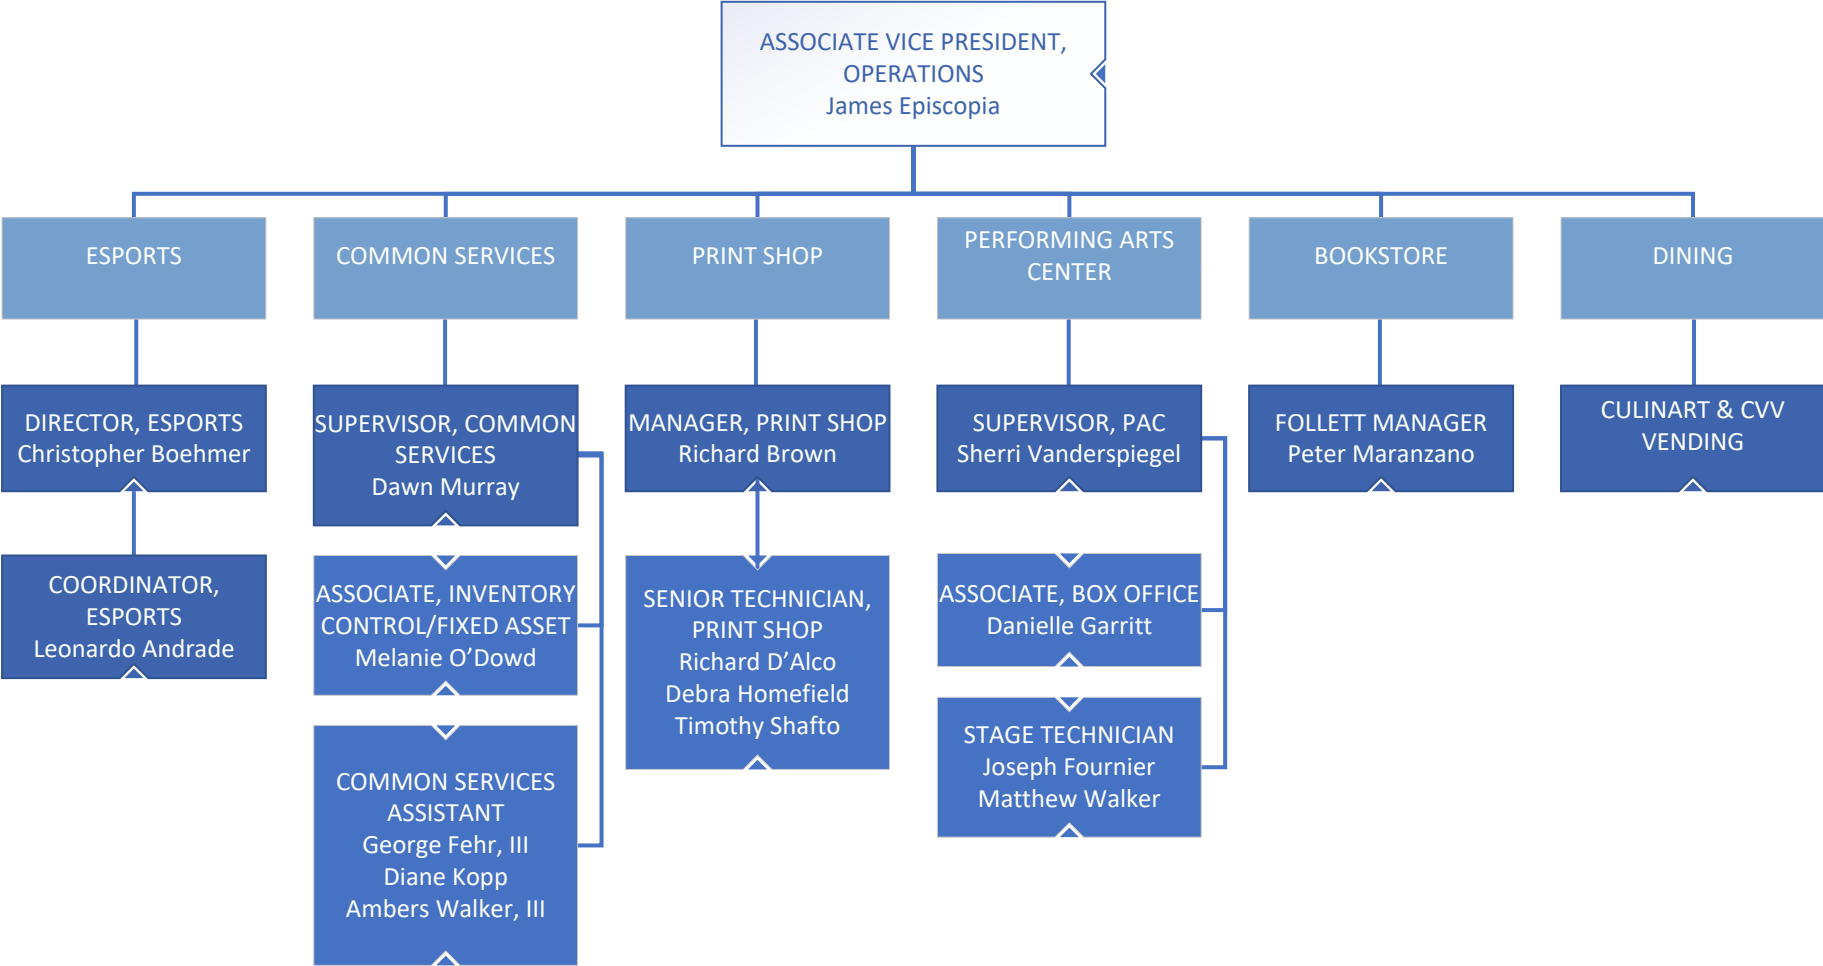 ASSOCIATE VICE PRESIDENT,
OPERATIONS
James Episcopia
ESPORTS
COMMON SERVICES
PRINT SHOP
PERFORMING ARTS
CENTER
BOOKSTORE
DINING
DIRECTOR, ESPORTS
Christopher Boehmer
SUPERVISOR, COMMON
SERVICES
Dawn Murray
MANAGER, PRINT SHOP
Richard Brown
SUPERVISOR, PAC
Sherri Vanderspiegel
FOLLETT MANAGER
Peter Maranzano
CULINART & CVV
VENDING
COORDINATOR,
ESPORTS
Leonardo Andrade
ASSOCIATE, INVENTORY
CONTROL/FIXED ASSET
Melanie O’Dowd
SENIOR TECHNICIAN,
PRINT SHOP
Richard D’Alco
Debra Homefield
Timothy Shafto
ASSOCIATE, BOX OFFICE
Danielle Garritt
COMMON SERVICES
ASSISTANT
George Fehr, III
Diane Kopp
Ambers Walker, III
STAGE TECHNICIAN
Joseph Fournier
Matthew Walker